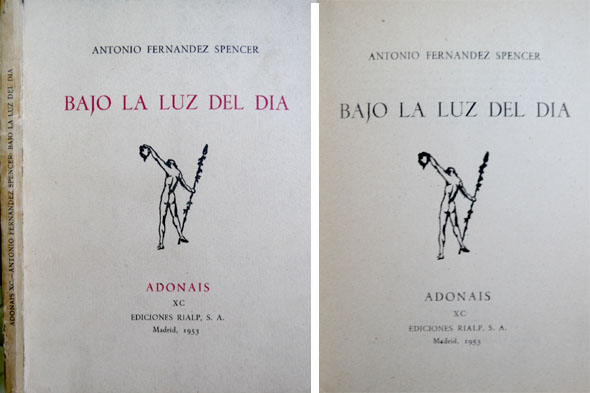 ADONAIS XC—ANTONIO FERNANDEZ SPENCER: BAJO LA LUZ DEL DIA
ANTONIO FERNANDEZ SPENCER
BAJO LA LUZ DEL DIA
ADONAIS
XC
EDICIONES RIALP, S. A.
Madrid, 1953
ANTONIO FERNANDEZ SPENCER
BAJO LA LUZ DEL DIA
ADONAIS
XC
EDICIONES RIALP, S. A.
Madrid, 1953